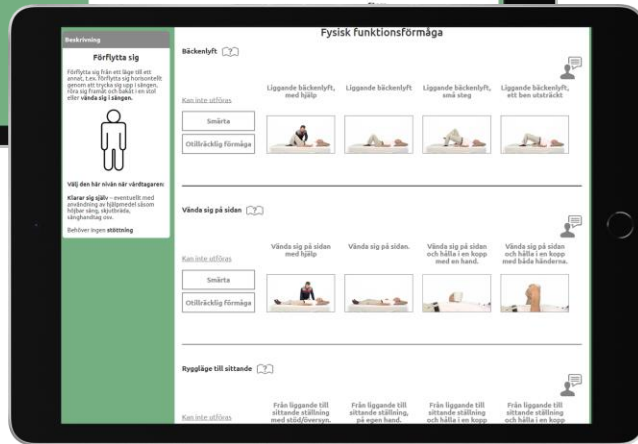 Beskrivning
Förflytta sig
Förflytta sig från ett läge till ett
annat, t.ex. förflytta sig horisontellt
genom att trycka sig upp i sängen,
röra sig framåt och bakåt i en stol
eller vända sig i sängen.
Välj den här nivån när vårdtagaren:
Klarar sig själv – eventuellt med
användning av hjälpmedel såsom
höjbar säng, skjutbräda,
sänghandtag osv.
Behöver ingen stöttning
Fysisk funktionsförmåga
Bäckenlyft
Kan inte utföras
Smärta
Otillräcklig förmåga
Liggande bäckenlyft,
med hjälp
Liggande bäckenlyft
Liggande bäckenlyft,
små steg
Liggande bäckenlyft,
ett ben utsträckt
Vända sig på sidan
Kan inte utföras
Smärta
Otillräcklig förmåga
Vända sig på sidan
med hjälp
Vända sig på sidan.
Vända sig på sidan
och hålla i en kopp
med en hand.
Vända sig på sidan
och hålla i en kopp
med båda händerna.
Ryggläge till sittande
Kan inte utföras
Från liggande till
sittande ställning
med stöd/översyn.
Från liggande till
sittande ställning,
på egen hand.
Från liggande till
sittande ställning
och hålla i en kopp
Från liggande till
sittande ställning
och hålla i en kopp